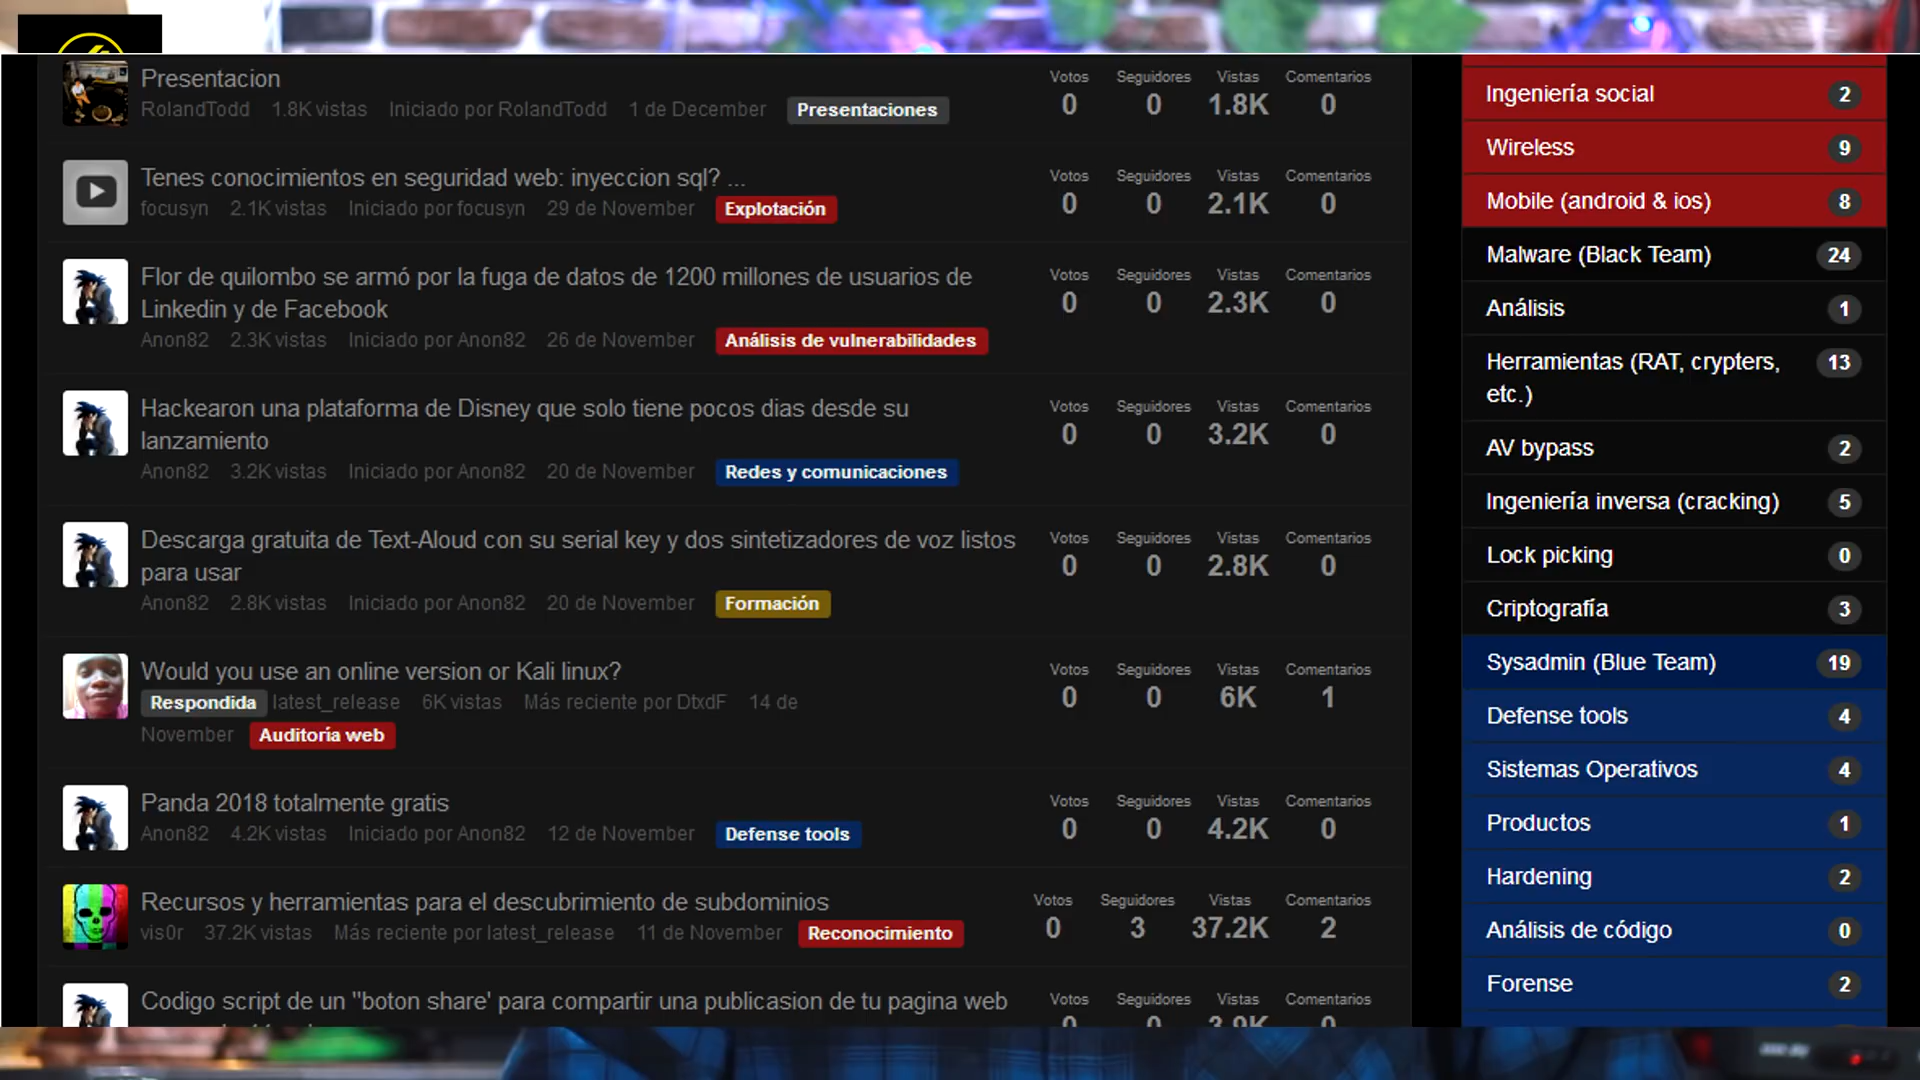 Presentacion
RolandTodd 1.8K vistas Iniciado por RolandTodd 1 de December Presentaciones
Votos Seguidores Vistas Comentarios
0 0 1.8K 0
Tenes conocimientos en seguridad web: inyeccion sql? ...
focusyn 2.1K vistas Iniciado por focusyn 29 de November Explotación
Votos Seguidores Vistas Comentarios
0 0 2.1K 0
Flor de quilombo se armó por la fuga de datos de 1200 millones de usuarios de
Linkedin y de Facebook
Anon82 2.3K vistas Iniciado por Anon82 26 de November Análisis de vulnerabilidades
Votos Seguidores Vistas Comentarios
0 0 2.3K 0
Hackearon una plataforma de Disney que solo tiene pocos dias desde su
lanzamiento
Anon82 3.2K vistas Iniciado por Anon82 20 de November Redes y comunicaciones
Votos Seguidores Vistas Comentarios
0 0 3.2K 0
Descarga gratuita de Text-Aloud con su serial key y dos sintetizadores de voz listos
para usar
Anon82 2.8K vistas Iniciado por Anon82 20 de November Formación
Votos Seguidores Vistas Comentarios
0 0 2.8K 0
Would you use an online version or Kali linux?
Respondida latest_release 6K vistas Más reciente por DtxdF 14 de
November Auditoría web
Votos Seguidores Vistas Comentarios
0 0 6K 1
Panda 2018 totalmente gratis
Anon82 4.2K vistas Iniciado por Anon82 12 de November Defense tools
Votos Seguidores Vistas Comentarios
0 0 4.2K 0
Recursos y herramientas para el descubrimiento de subdominios
vis0r 37.2K vistas Más reciente por latest_release 11 de November Reconocimiento
Votos Seguidores Vistas Comentarios
0 3 37.2K 2
Codigo script de un "boton share' para compartir una publicasion de tu pagina web
Votos Seguidores Vistas Comentarios
0 0 3.9K 0
Ingeniería social 2
Wireless 9
Mobile (android & ios) 8
Malware (Black Team) 24
Análisis 1
Herramientas (RAT, crypters, 13
etc.)
AV bypass 2
Ingeniería inversa (cracking) 5
Lock picking 0
Criptografía 3
Sysadmin (Blue Team) 19
Defense tools 4
Sistemas Operativos 4
Productos 1
Hardening 2
Análisis de código 0
Forense 2